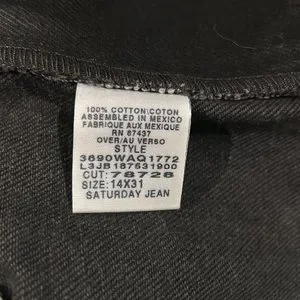 100% COTTON\COTON
ASSEMBLED IN MEXICO
FABRIQUE AUX MEXIQUE
RN 87437
OVER/AU VERSO
STYLE
3690WAQ1772
L3JB187631900
CUT: 78728
SIZE: 14X31
SATURDAY JEAN